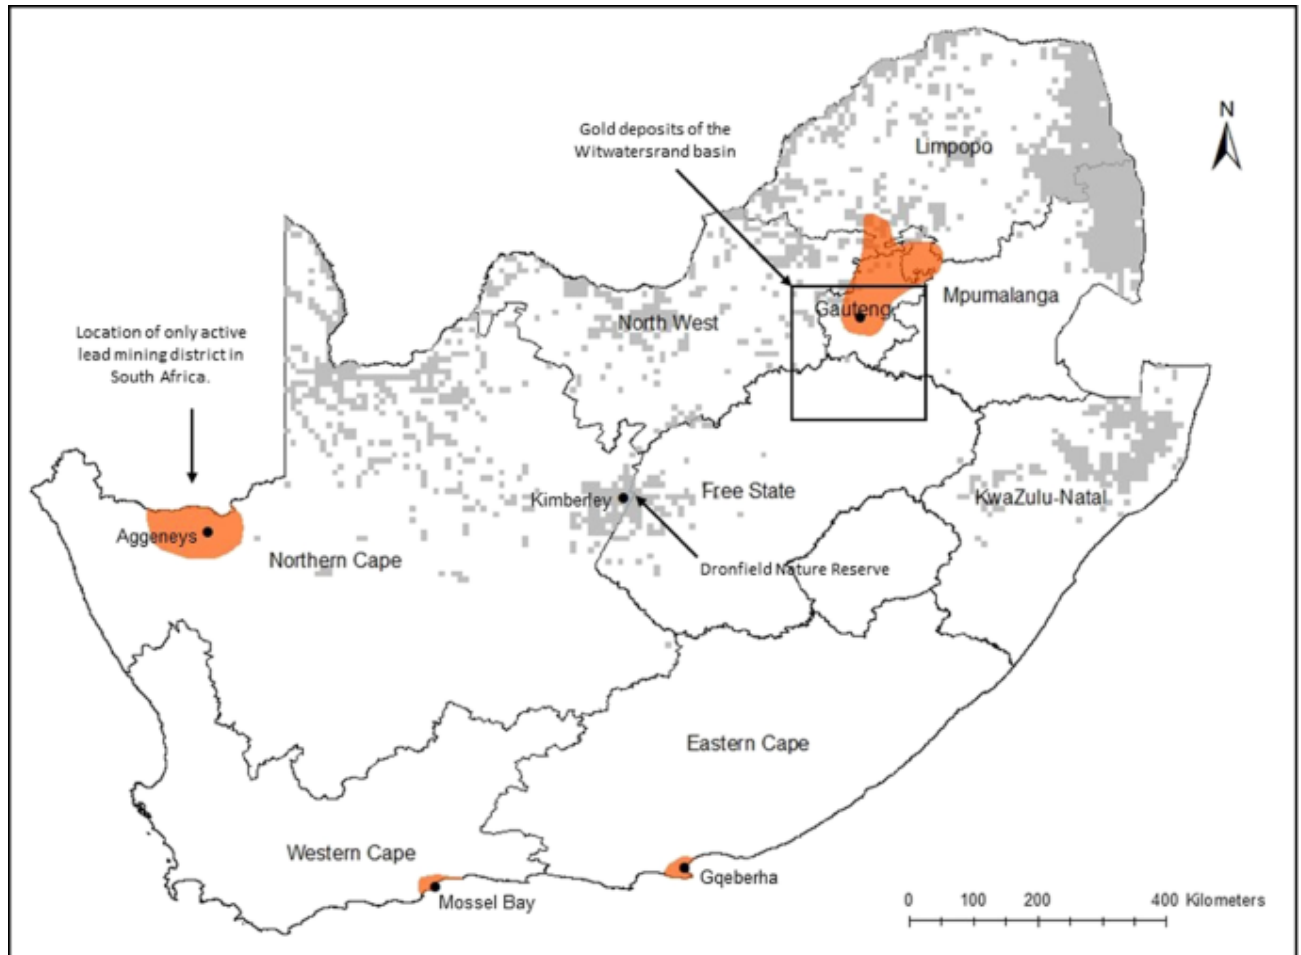 Gold deposits of the
Witwatersrand basin
Limpopo
N
Location of only active
lead mining district in
South Africa.
North West
Gauteng
Mpumalanga
Aggeneys
Northern Cape
Kimberley
Free State
KwaZulu-Natal
Dronfield Nature Reserve
Eastern Cape
Western Cape
Mossel Bay
Gqeberha
0 100 200 400 Kilometers